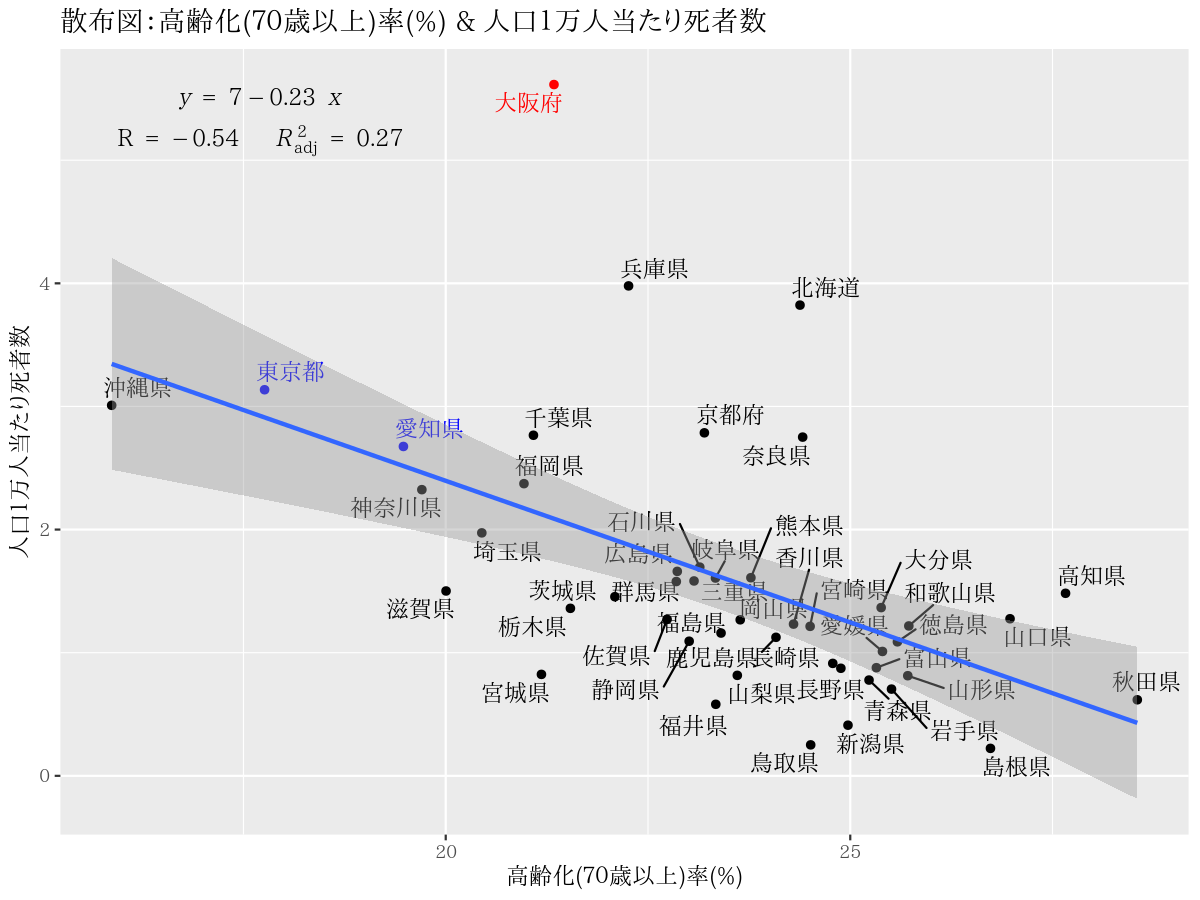 散布図：高齢化(70歳以上)率(%) & 人口1万人当たり死者数
y = 7 − 0.23 x
R = −0.54 R²adj = 0.27
大阪府
兵庫県
北海道
東京都
沖縄県
愛知県
千葉県
京都府
奈良県
福岡県
神奈川県
石川県
熊本県
埼玉県
広島県
岐阜県
香川県
大分県
高知県
茨城県
群馬県
三重県
宮崎県
和歌山県
滋賀県
岡山県
栃木県
福島県
愛媛県
徳島県
山口県
佐賀県
鹿児島県
長崎県
富山県
宮城県
静岡県
山梨県
長野県
山形県
秋田県
青森県
福井県
岩手県
新潟県
鳥取県
島根県
4
2
0
20
25
高齢化(70歳以上)率(%)
人口1万人当たり死者数